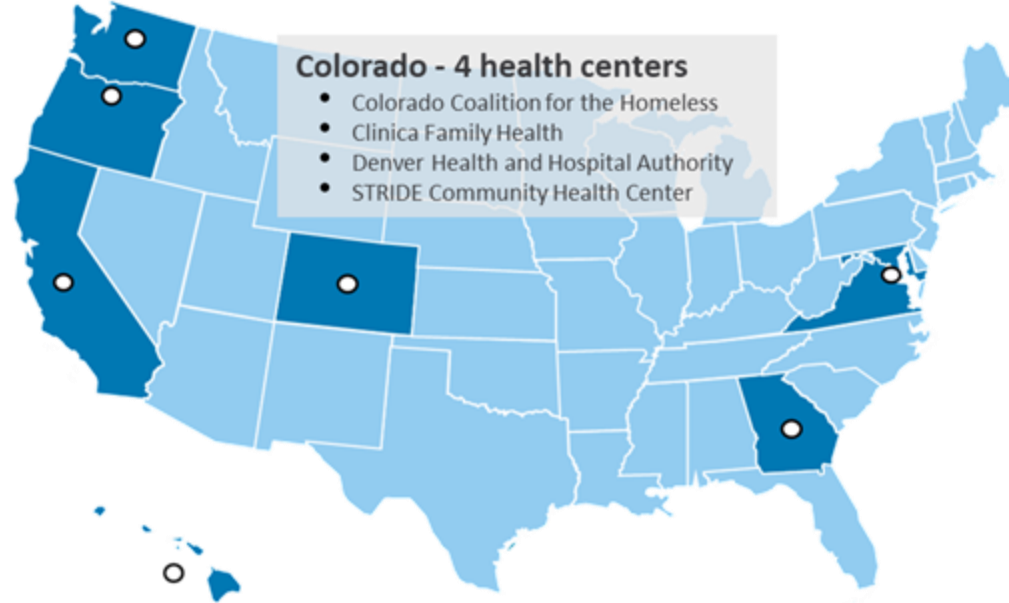 Colorado - 4 health centers
• Colorado Coalition for the Homeless
• Clinica Family Health
• Denver Health and Hospital Authority
• STRIDE Community Health Center